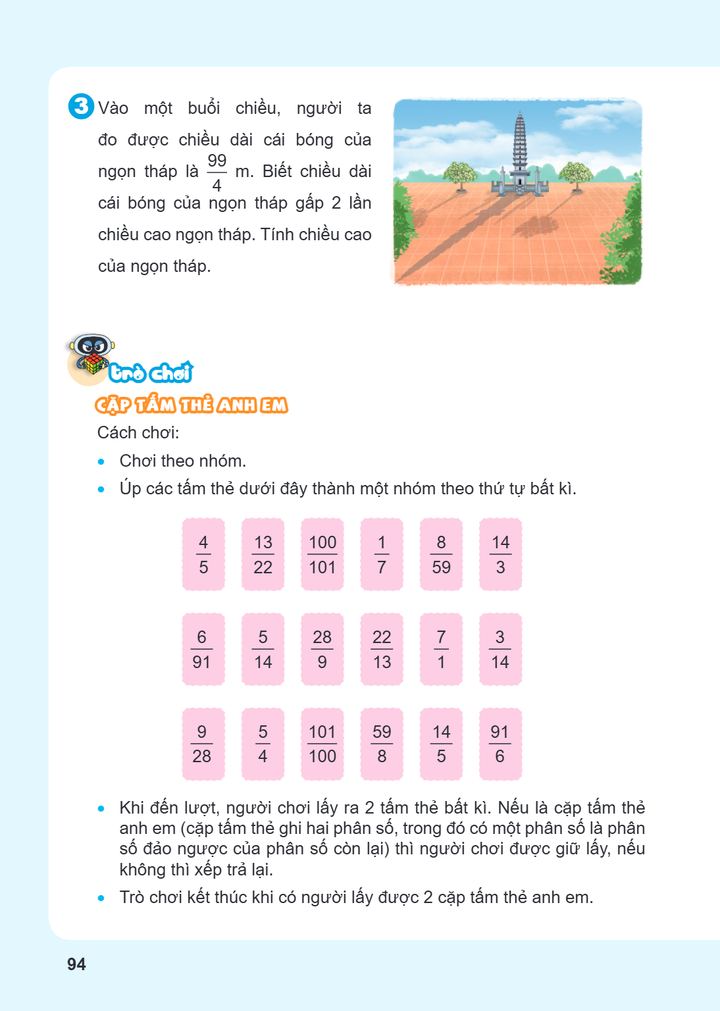 3 Vào một buổi chiều, người ta
đo được chiều dài cái bóng của
ngọn tháp là 99/4 m. Biết chiều dài
cái bóng của ngọn tháp gấp 2 lần
chiều cao ngọn tháp. Tính chiều cao
của ngọn tháp.
trò chơi
CẶP TẤM THẺ ANH EM
Cách chơi:
• Chơi theo nhóm.
• Úp các tấm thẻ dưới đây thành một nhóm theo thứ tự bất kì.
4/5 13/22 100/101 1/7 8/59 14/3
6/91 5/14 28/9 22/13 7/1 3/14
9/28 5/4 101/100 59/8 14/5 91/6
• Khi đến lượt, người chơi lấy ra 2 tấm thẻ bất kì. Nếu là cặp tấm thẻ
anh em (cặp tấm thẻ ghi hai phân số, trong đó có một phân số là phân
số đảo ngược của phân số còn lại) thì người chơi được giữ lấy, nếu
không thì xếp trả lại.
• Trò chơi kết thúc khi có người lấy được 2 cặp tấm thẻ anh em.
94